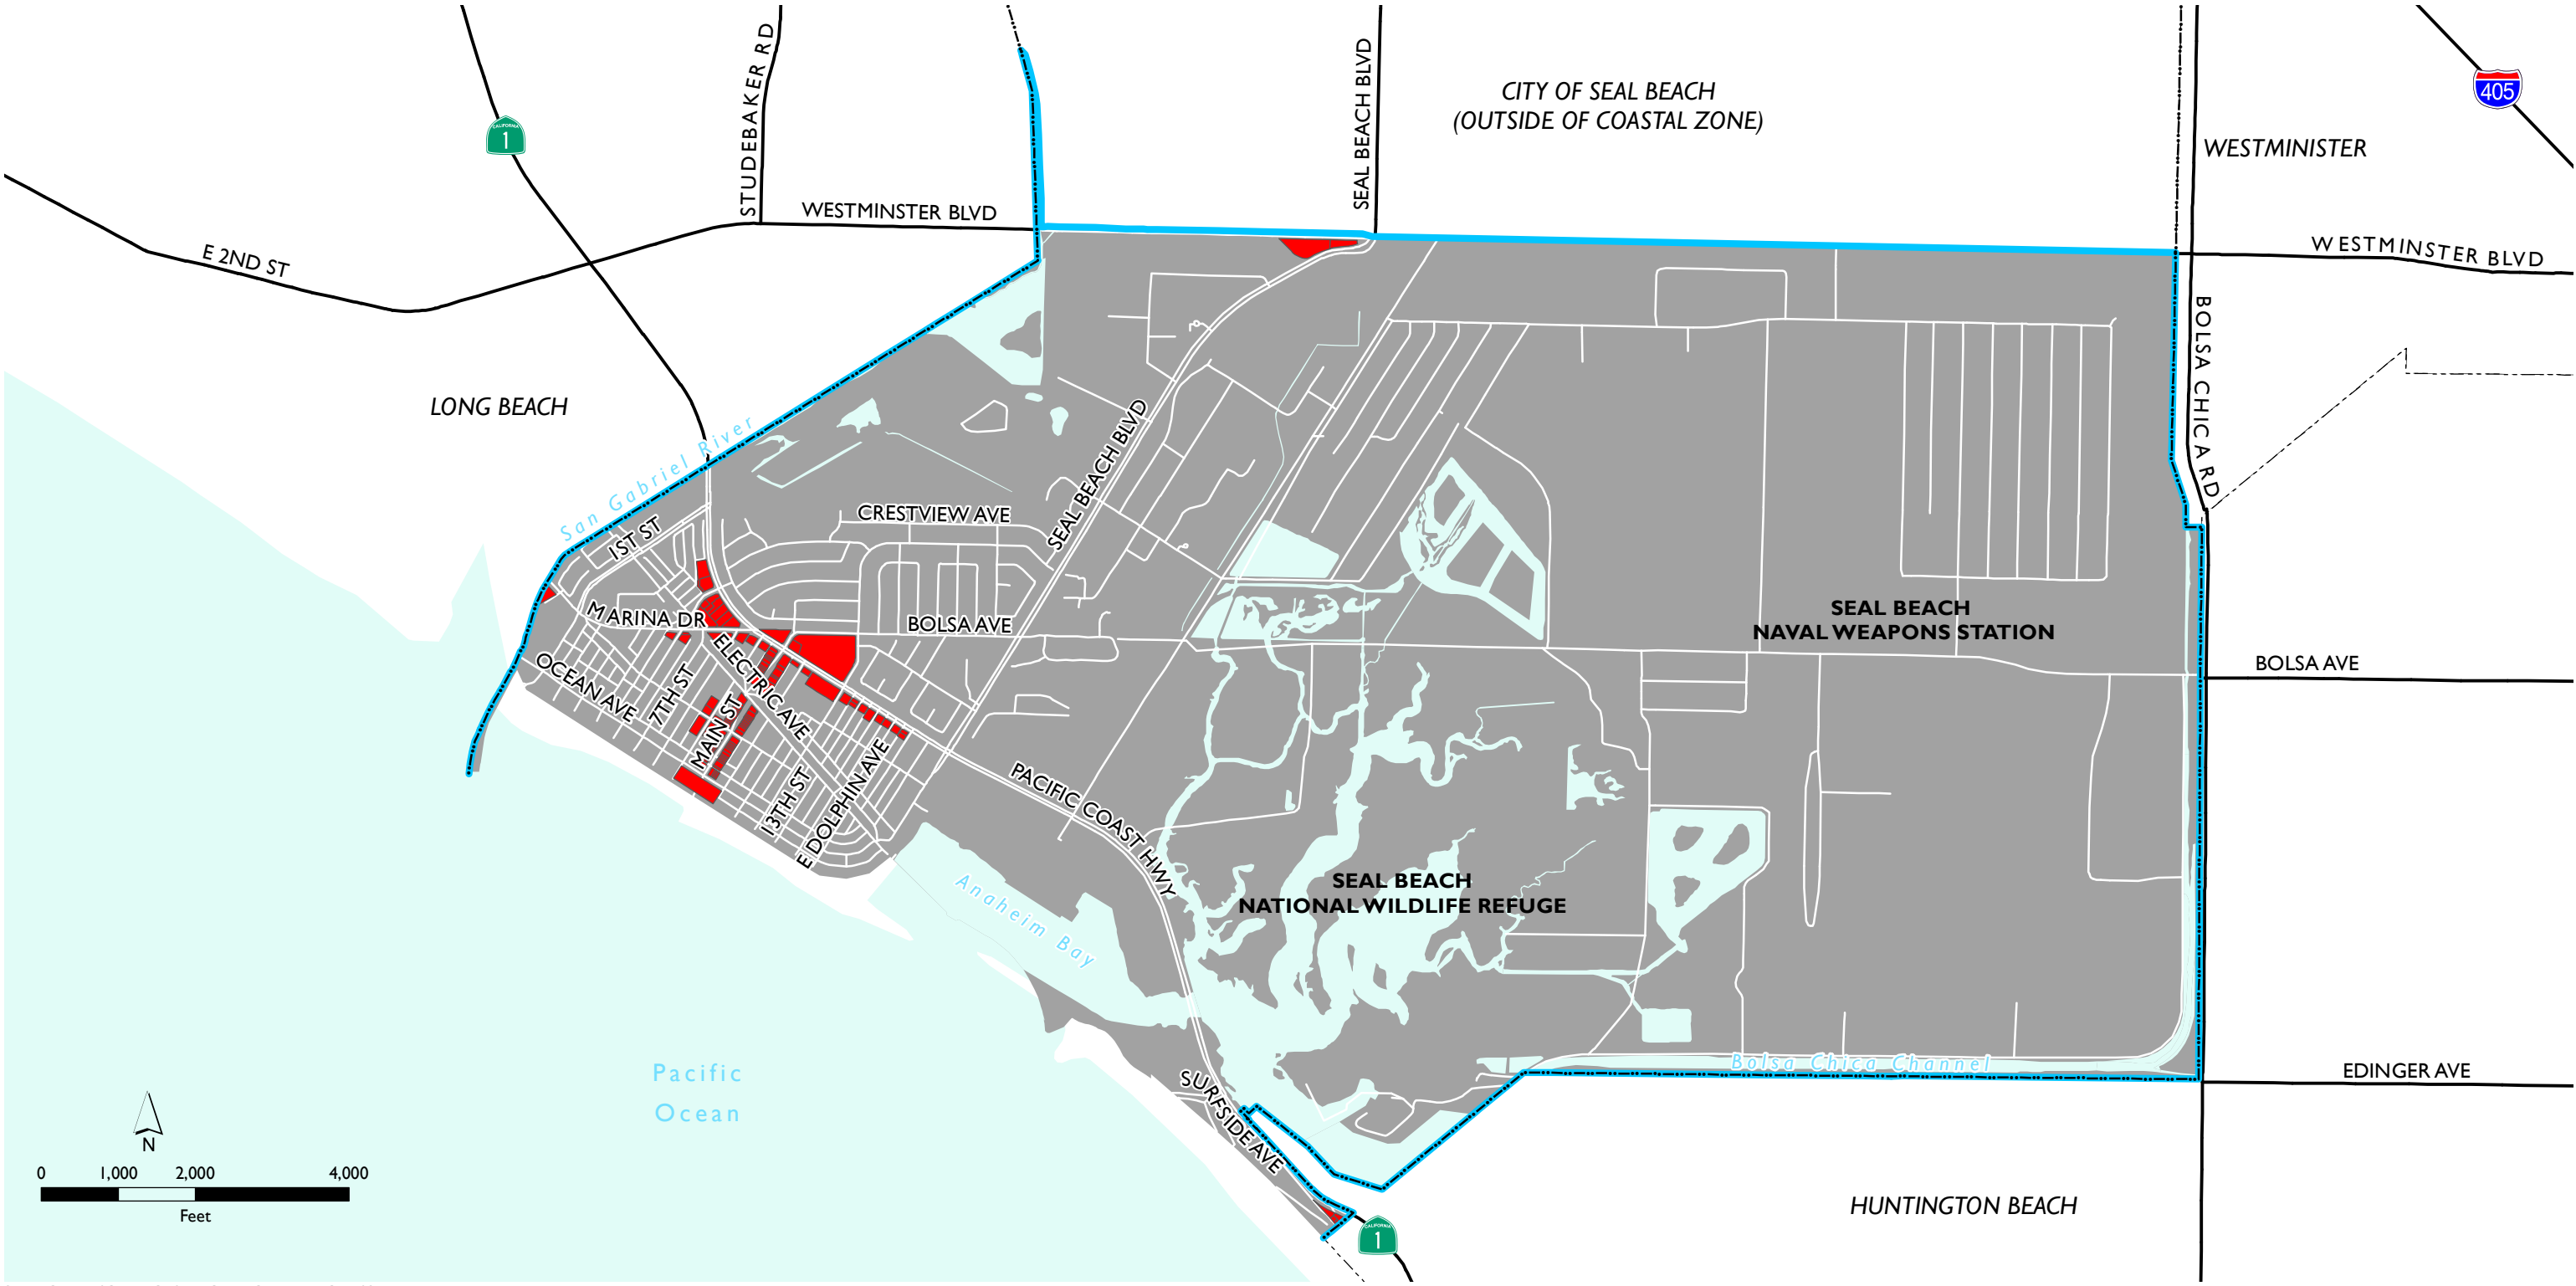 STUDEBAKER RD
SEAL BEACH BLVD
CITY OF SEAL BEACH
(OUTSIDE OF COASTAL ZONE)
405
CALIFORNIA
1
WESTMINISTER
WESTMINSTER BLVD
E 2ND ST
WESTMINSTER BLVD
BOLSA CHICA RD
LONG BEACH
San Gabriel River
SEAL BEACH BLVD
CRESTVIEW AVE
1ST ST
MARINA DR
BOLSA AVE
SEAL BEACH
NAVAL WEAPONS STATION
ELECTRIC AVE
OCEAN AVE
7TH ST
MAIN ST
BOLSA AVE
13TH ST
E DOLPHIN AVE
PACIFIC COAST HWY
SEAL BEACH
NATIONAL WILDLIFE REFUGE
Anaheim Bay
Pacific
Ocean
Bolsa Chica Channel
EDINGER AVE
SURFSIDE AVE
N
0 1,000 2,000 4,000
Feet
HUNTINGTON BEACH
CALIFORNIA
1